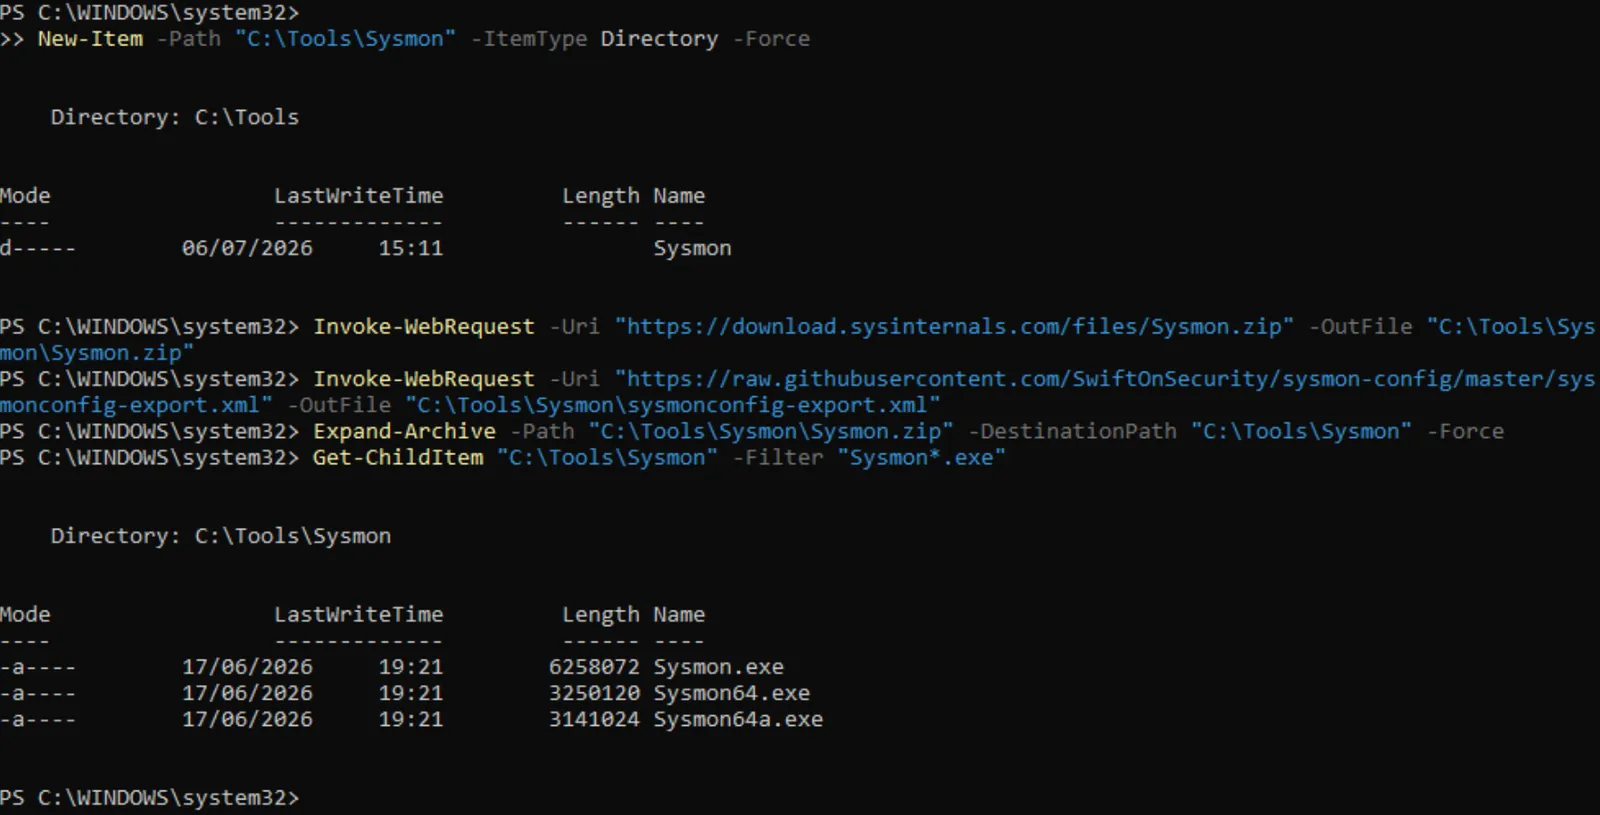 PS C:\WINDOWS\system32>
>> New-Item -Path "C:\Tools\Sysmon" -ItemType Directory -Force
Directory: C:\Tools
Mode                 LastWriteTime         Length Name
----                 -------------         ------ ----
d-----        06/07/2026     15:11                Sysmon
PS C:\WINDOWS\system32> Invoke-WebRequest -Uri "https://download.sysinternals.com/files/Sysmon.zip" -OutFile "C:\Tools\Sys
mon\Sysmon.zip"
PS C:\WINDOWS\system32> Invoke-WebRequest -Uri "https://raw.githubusercontent.com/SwiftOnSecurity/sysmon-config/master/sys
monconfig-export.xml" -OutFile "C:\Tools\Sysmon\sysmonconfig-export.xml"
PS C:\WINDOWS\system32> Expand-Archive -Path "C:\Tools\Sysmon\Sysmon.zip" -DestinationPath "C:\Tools\Sysmon" -Force
PS C:\WINDOWS\system32> Get-ChildItem "C:\Tools\Sysmon" -Filter "Sysmon*.exe"
Directory: C:\Tools\Sysmon
Mode                 LastWriteTime         Length Name
----                 -------------         ------ ----
-a----        17/06/2026     19:21        6258072 Sysmon.exe
-a----        17/06/2026     19:21        3250120 Sysmon64.exe
-a----        17/06/2026     19:21        3141024 Sysmon64a.exe
PS C:\WINDOWS\system32>